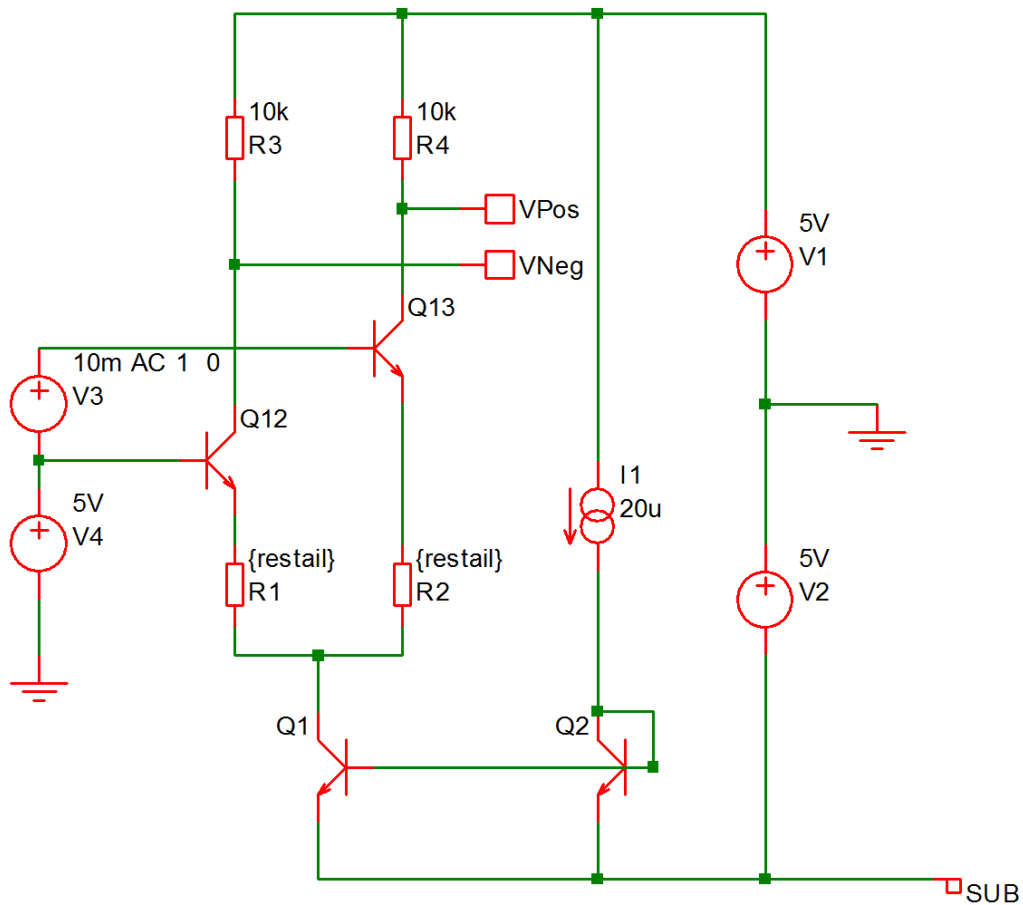 10k
R3
10k
R4
VPos
VNeg
5V
V1
Q13
10m AC 1 0
V3
Q12
I1
20u
5V
V4
{restail}
R1
{restail}
R2
5V
V2
Q1
Q2
SUB